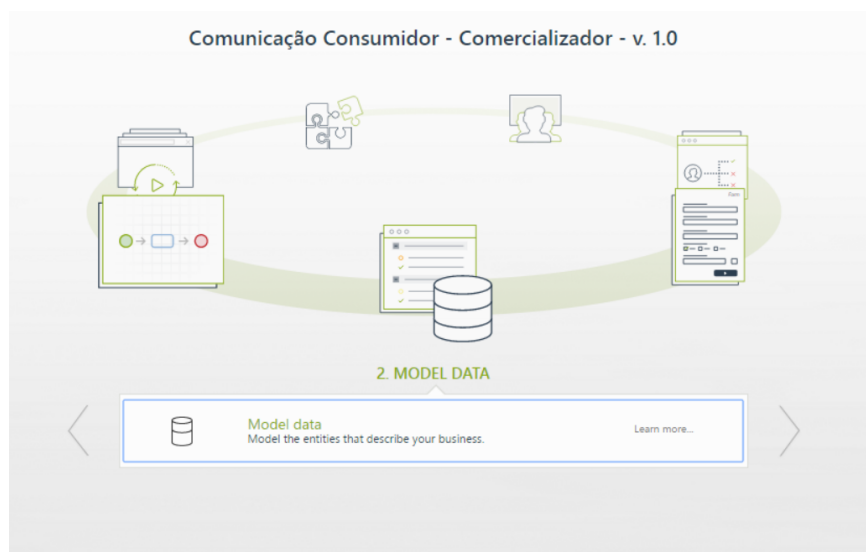 Comunicação Consumidor - Comercializador - v. 1.0
Form
2. MODEL DATA
Model data
Model the entities that describe your business.
Learn more...